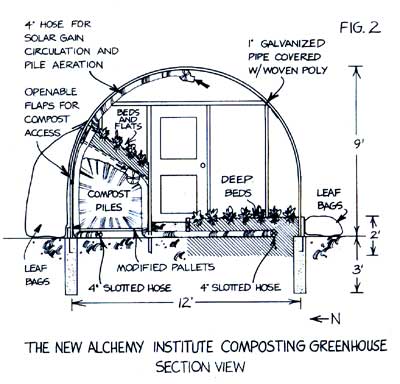 4" HOSE FOR
SOLAR GAIN
CIRCULATION AND
PILE AERATION
FIG. 2
1" GALVANIZED
PIPE COVERED
W/WOVEN POLY
OPENABLE
FLAPS FOR
COMPOST
ACCESS
BEDS
AND
FLATS
9'
COMPOST
PILES
DEEP
BEDS
LEAF
BAGS
2'
LEAF
BAGS
MODIFIED PALLETS
3'
4" SLOTTED HOSE
4" SLOTTED HOSE
12'
N
THE NEW ALCHEMY INSTITUTE COMPOSTING GREENHOUSE
SECTION VIEW